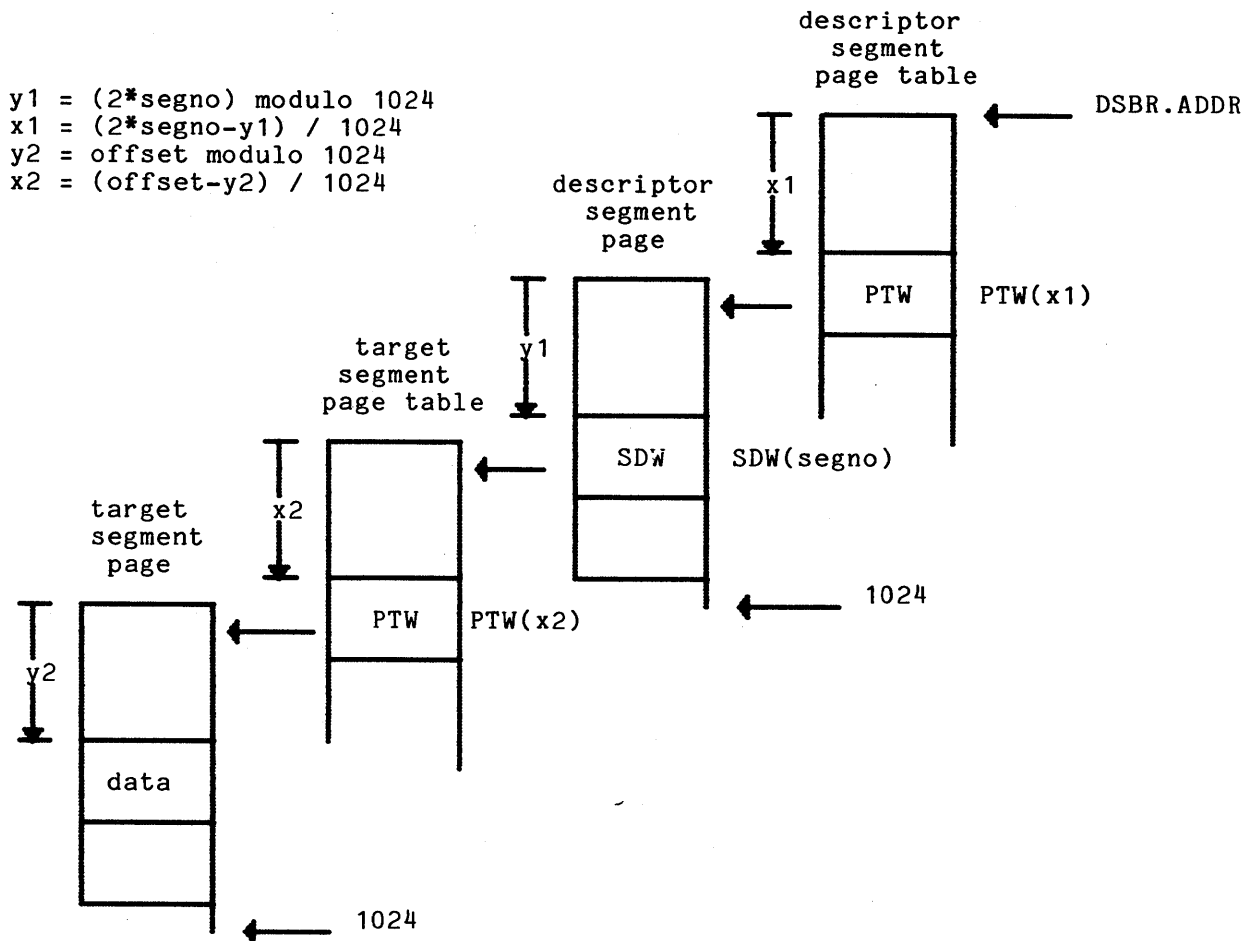 descriptor
segment
page table
y1 = (2*segno) modulo 1024
x1 = (2*segno-y1) / 1024
y2 = offset modulo 1024
x2 = (offset-y2) / 1024
DSBR.ADDR
descriptor
segment
page
x1
PTW
PTW(x1)
target
segment
page table
y1
SDW
SDW(segno)
target
segment
page
x2
1024
PTW
PTW(x2)
y2
data
1024